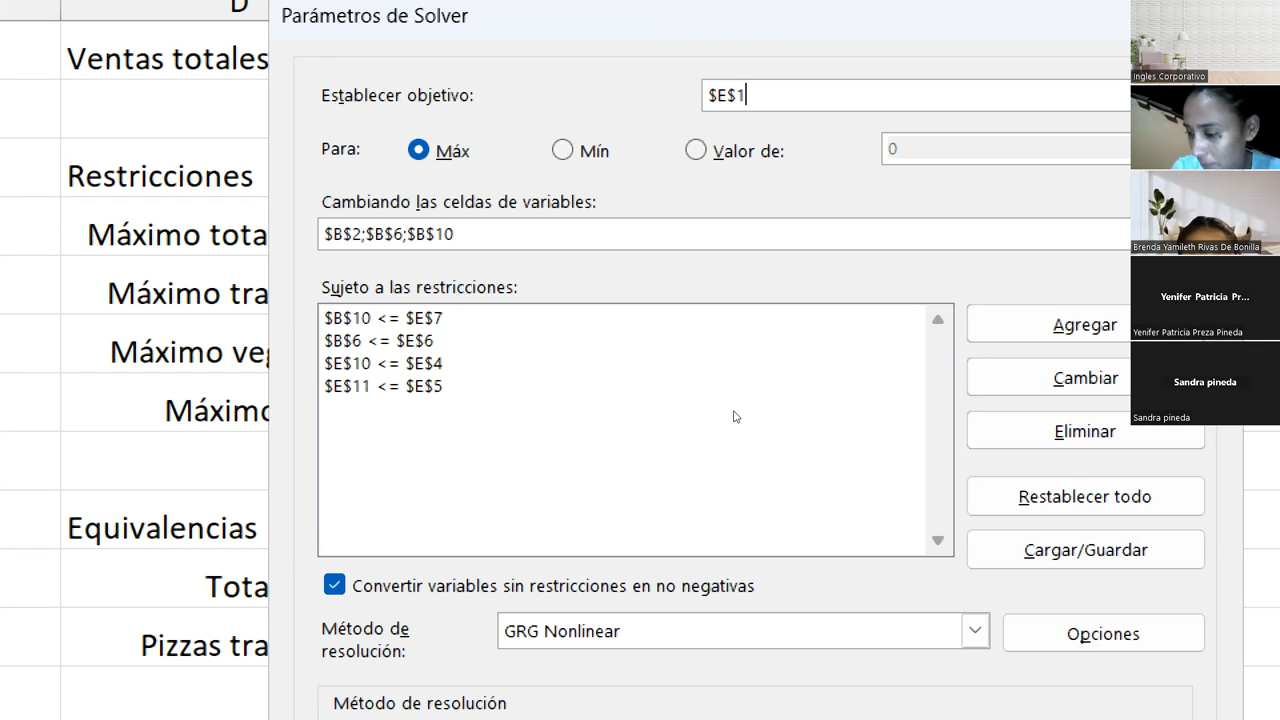 D
Parámetros de Solver
Ventas totales
Establecer objetivo:
$E$1
Para:
Máx
Mín
Valor de:
0
Restricciones
Cambiando las celdas de variables:
$B$2;$B$6;$B$10
Máximo tota
Sujeto a las restricciones:
Máximo tra
$B$10 <= $E$7
$B$6 <= $E$6
$E$10 <= $E$4
$E$11 <= $E$5
Máximo veg
Máximo
Agregar
Cambiar
Eliminar
Restablecer todo
Cargar/Guardar
Equivalencias
Tota
Convertir variables sin restricciones en no negativas
Pizzas tra
Método de
resolución:
GRG Nonlinear
Opciones
Método de resolución
Ingles Corporativo
Brenda Yamileth Rivas De Bonilla
Yenifer Patricia Pr...
Yenifer Patricia Preza Pineda
Sandra pineda
Sandra pineda